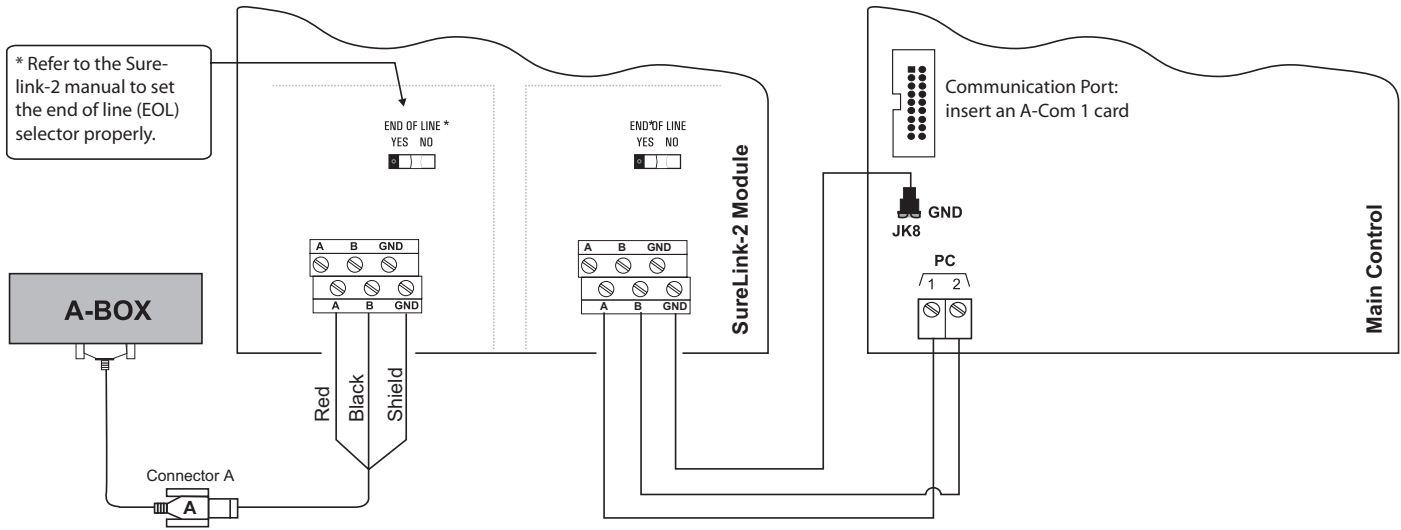 * Refer to the Sure-
link-2 manual to set
the end of line (EOL)
selector properly.
A-BOX
Connector A
A
END OF LINE *
YES NO
A B GND
A B GND
Red
Black
Shield
END*OF LINE
YES NO
A B GND
A B GND
SureLink-2 Module
Communication Port:
insert an A-Com 1 card
GND
JK8
PC
1 2
Main Control